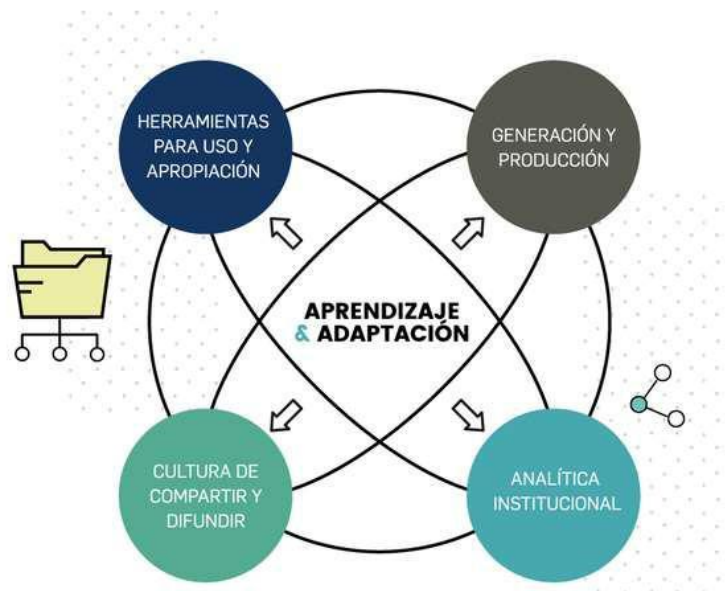 HERRAMIENTAS
PARA USO Y
APROPIACIÓN
GENERACIÓN Y
PRODUCCIÓN
APRENDIZAJE
& ADAPTACIÓN
CULTURA DE
COMPARTIR Y
DIFUNDIR
ANALÍTICA
INSTITUCIONAL